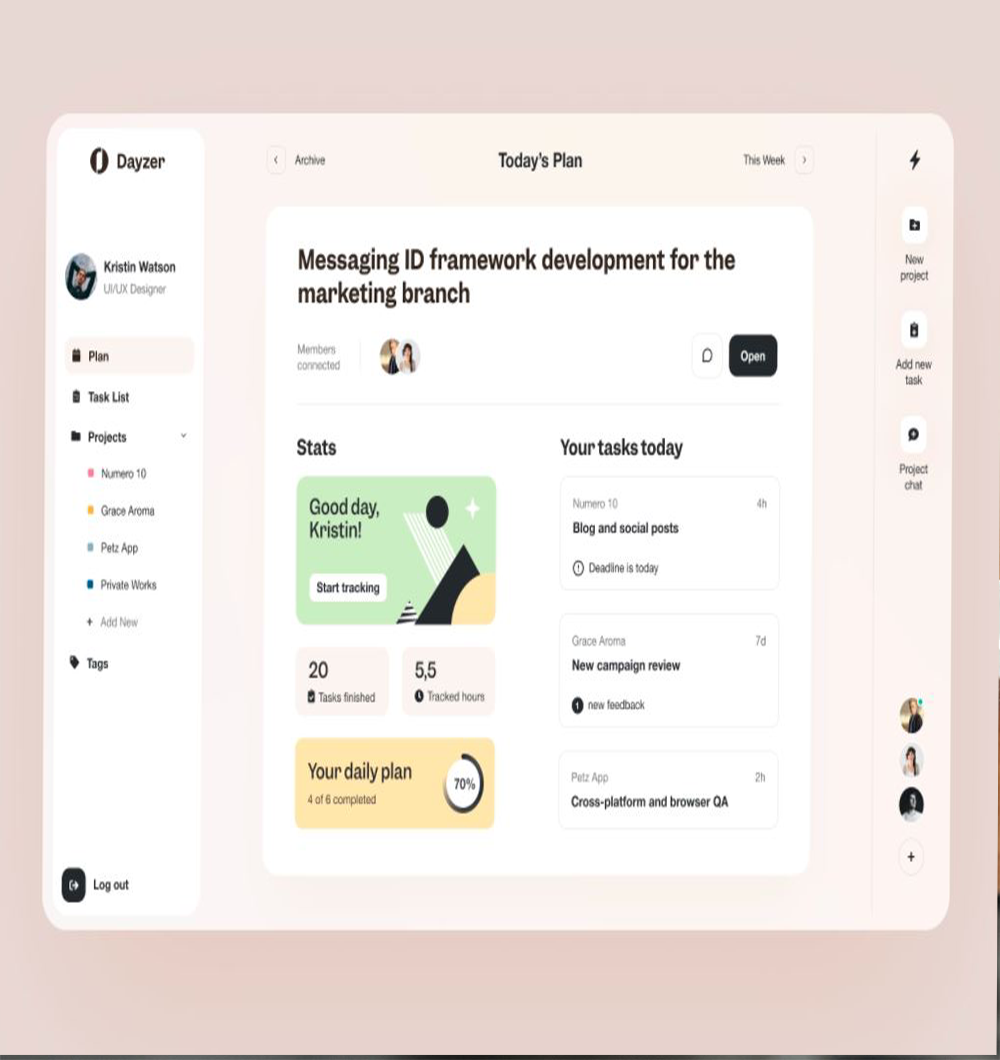 Dayzer
Kristin Watson
UI/UX Designer
Plan
Task List
Projects
Numero 10
Grace Aroma
Petz App
Private Works
+ Add New
Tags
Log out
Archive
Today's Plan
This Week
Messaging ID framework development for the
marketing branch
Members
connected
Open
Stats
Good day,
Kristin!
Start tracking
20
Tasks finished
5,5
Tracked hours
Your daily plan
4 of 6 completed
70%
Your tasks today
Numero 10
4h
Blog and social posts
Deadline is today
Grace Aroma
7d
New campaign review
1 new feedback
Petz App
2h
Cross-platform and browser QA
New
project
Add new
task
Project
chat
+